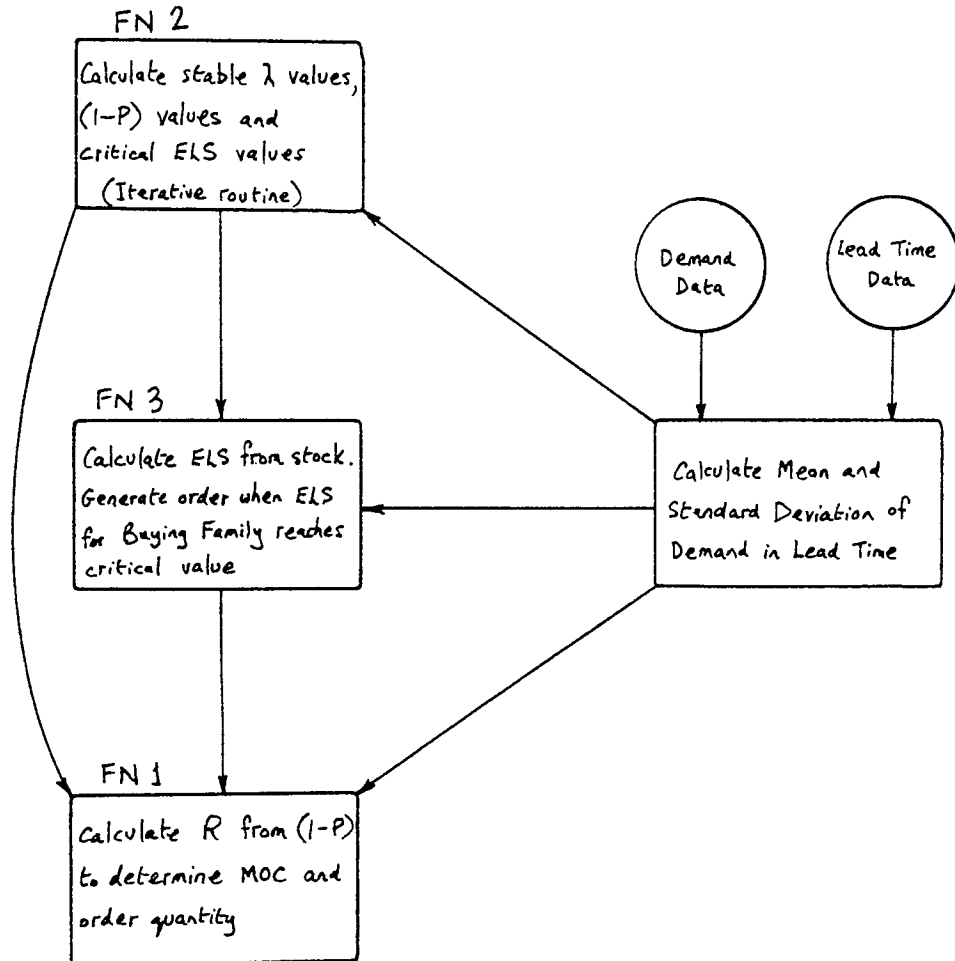 FN 2
Calculate stable λ values,
(1-P) values and
critical ELS values
(Iterative routine)
Demand
Data
Lead Time
Data
FN 3
Calculate ELS from stock.
Generate order when ELS
for Buying Family reaches
critical value
Calculate Mean and
Standard Deviation of
Demand in Lead Time
FN 1
Calculate R from (1-P)
to determine MOC and
order quantity